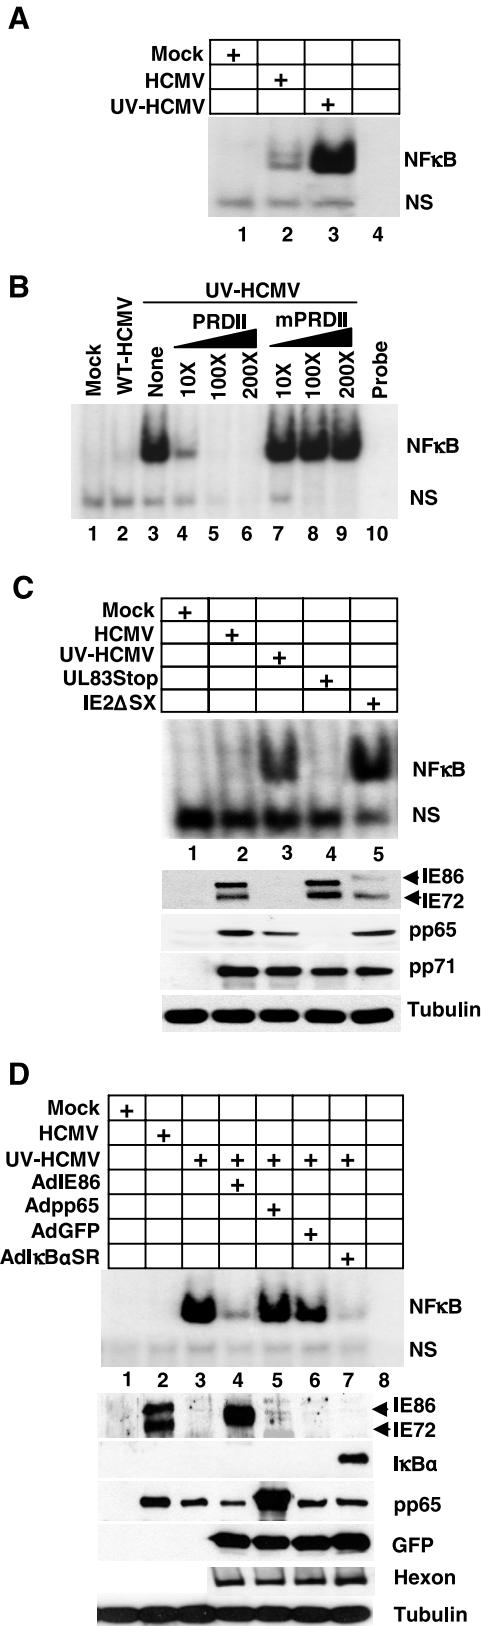 A
Mock +
HCMV +
UV-HCMV +
NFκB
NS
1 2 3 4
B
UV-HCMV
PRDII mPRDII
Mock WT-HCMV None 10X 100X 200X 10X 100X 200X Probe
NFκB
NS
1 2 3 4 5 6 7 8 9 10
C
Mock +
HCMV +
UV-HCMV +
UL83Stop +
IE2ΔSX +
NFκB
NS
1 2 3 4 5
IE86
IE72
pp65
pp71
Tubulin
D
Mock +
HCMV +
UV-HCMV + + + + +
AdIE86 +
Adpp65 +
AdGFP +
AdIκBαSR +
NFκB
NS
1 2 3 4 5 6 7 8
IE86
IE72
IκBα
pp65
GFP
Hexon
Tubulin